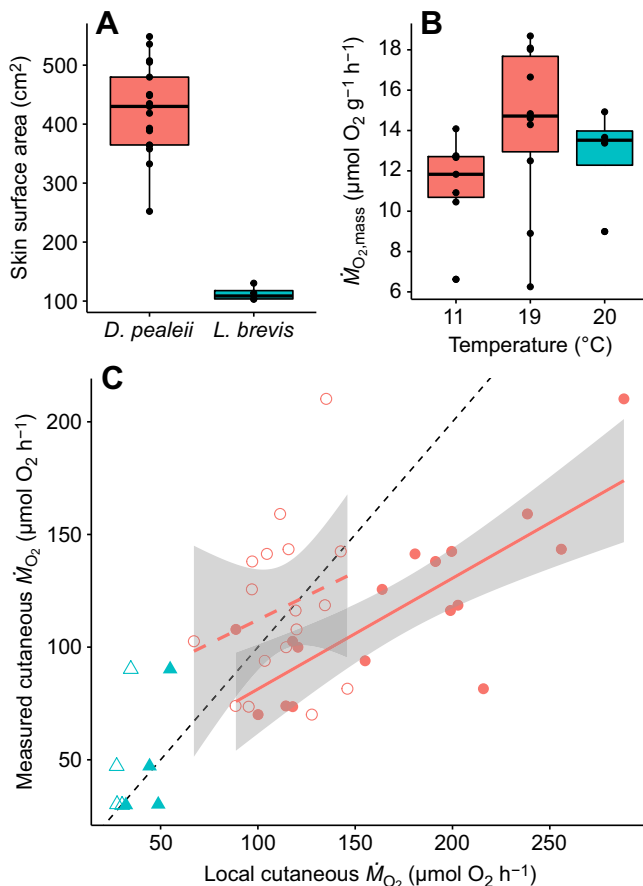 A
Skin surface area (cm²)
500
400
300
200
100
D. pealeii
L. brevis
B
ṀO₂,mass (µmol O₂ g⁻¹ h⁻¹)
18
16
14
12
10
8
6
11
19
20
Temperature (°C)
C
Measured cutaneous ṀO₂ (µmol O₂ h⁻¹)
200
150
100
50
50
100
150
200
250
Local cutaneous ṀO₂ (µmol O₂ h⁻¹)